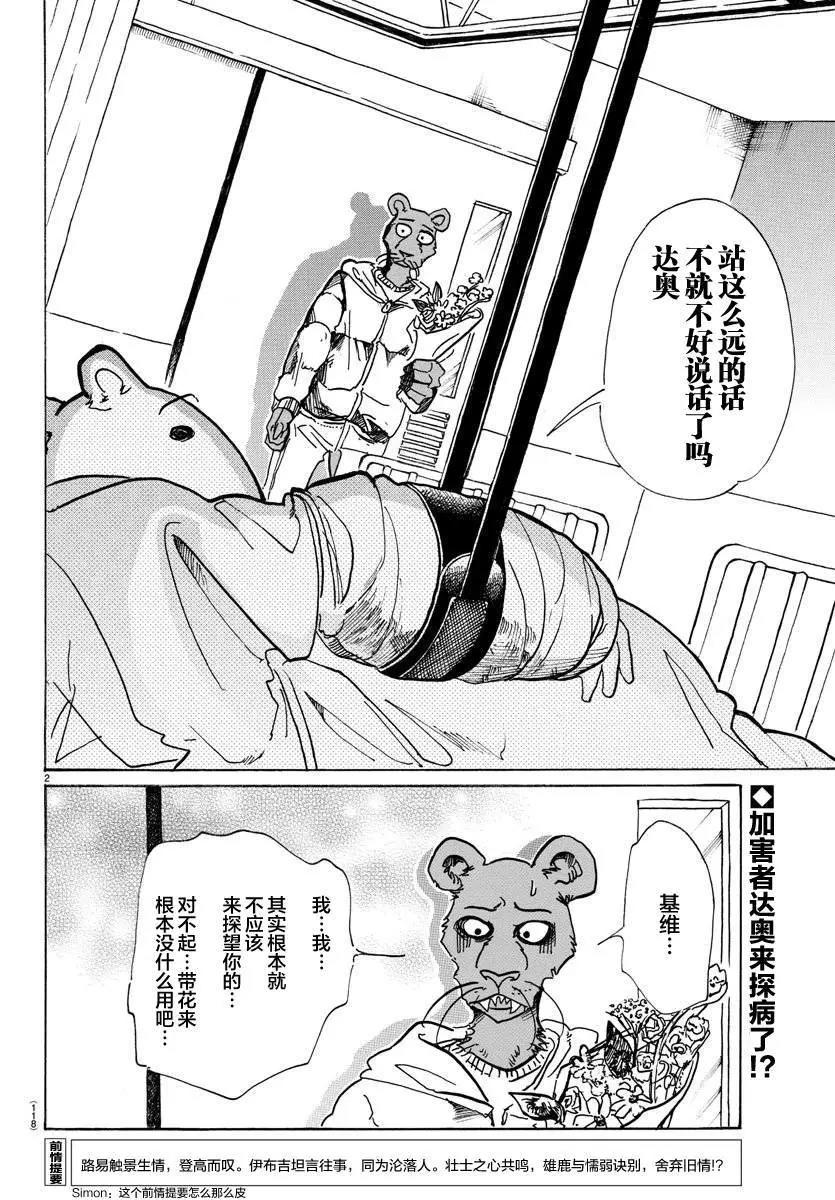 站这么远的话
不就不好说话了吗
达奥
2
◆加害者达奥来探病了!?
基维…
我…我…
其实根本就
不应该
来探望你的…
对不起…带花来
根本没什么用吧…
(118)
前情提要
路易触景生情，登高而叹。伊布吉坦言往事，同为沦落人。壮士之心共鸣，雄鹿与懦弱诀别，舍弃旧情!?
Simon：这个前情提要怎么那么皮